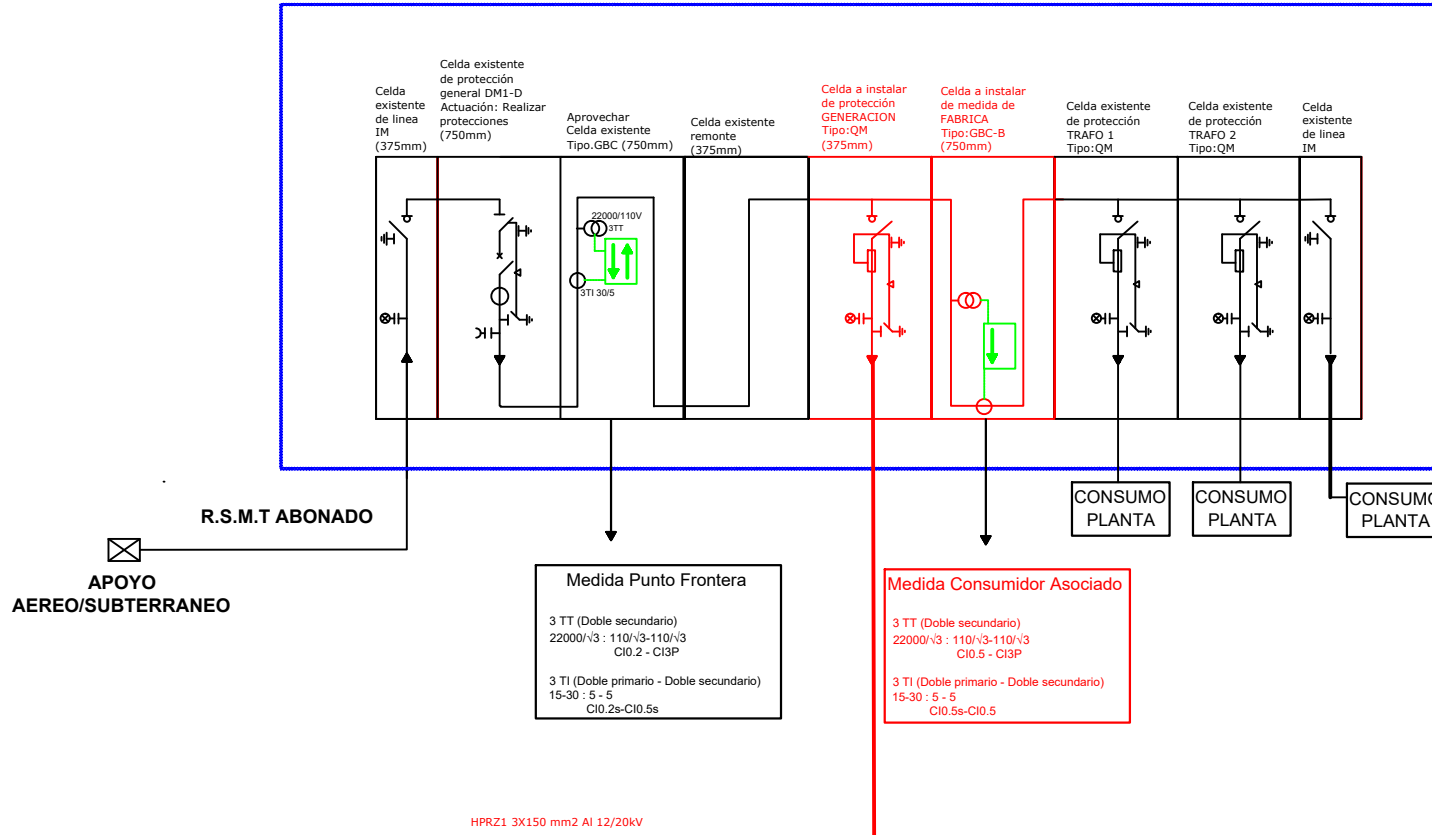 Celda
existente
de linea
IM
(375mm)
Celda existente
de protección
general DM1-D
Actuación: Realizar
protecciones
(750mm)
Aprovechar
Celda existente
Tipo.GBC (750mm)
Celda existente
remonte
(375mm)
Celda a instalar
de protección
GENERACION
Tipo:QM
(375mm)
Celda a instalar
de medida de
FABRICA
Tipo:GBC-B
(750mm)
Celda existente
de protección
TRAFO 1
Tipo:QM
Celda existente
de protección
TRAFO 2
Tipo:QM
Celda
existente
de linea
IM
22000/110V
3TT
3TI 30/5
R.S.M.T ABONADO
APOYO
AEREO/SUBTERRANEO
CONSUMO
PLANTA
CONSUMO
PLANTA
CONSUMO
PLANTA
Medida Punto Frontera
3 TT (Doble secundario)
22000/√3 : 110/√3-110/√3
Cl0.2 - Cl3P
3 TI (Doble primario - Doble secundario)
15-30 : 5 - 5
Cl0.2s-Cl0.5s
Medida Consumidor Asociado
3 TT (Doble secundario)
22000/√3 : 110/√3-110/√3
Cl0.5 - Cl3P
3 TI (Doble primario - Doble secundario)
15-30 : 5 - 5
Cl0.5s-Cl0.5
HPRZ1 3X150 mm2 Al 12/20kV